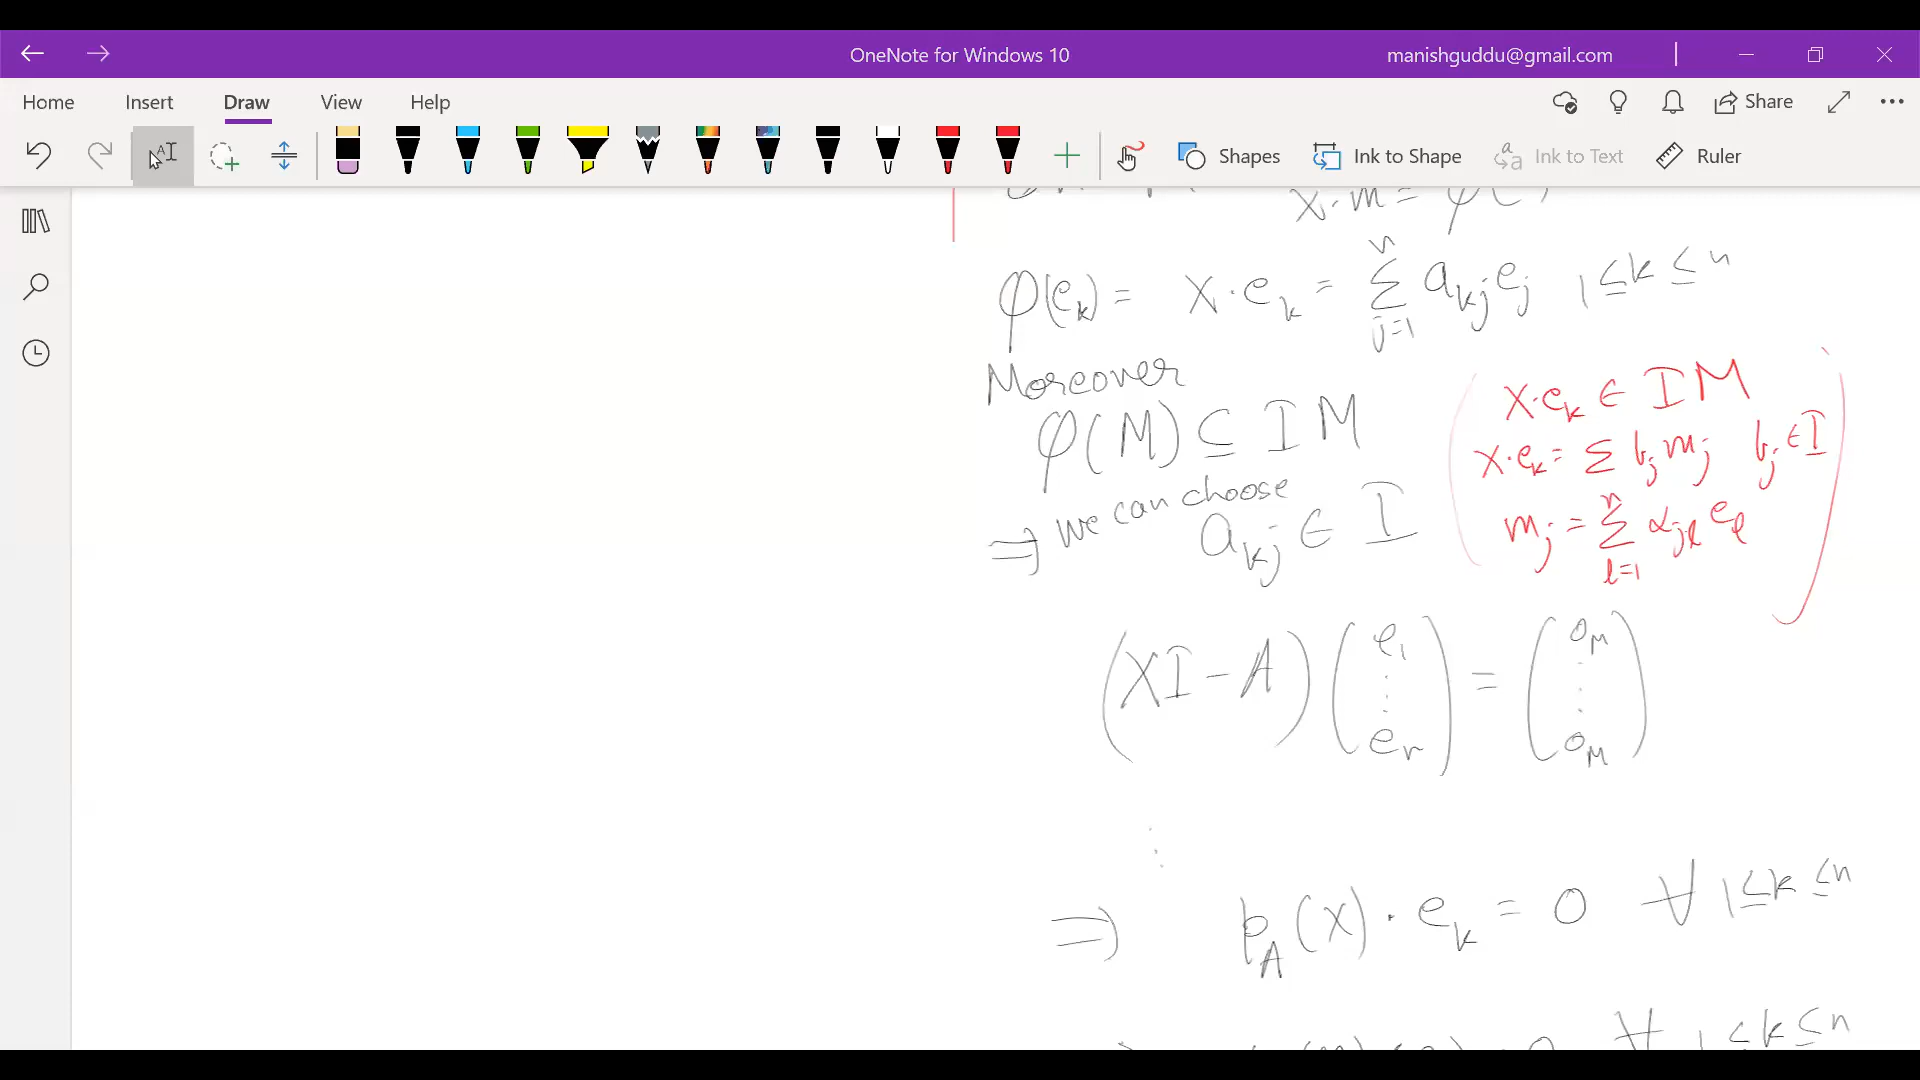 OneNote for Windows 10
manishguddu@gmail.com
Home Insert Draw View Help
Share
Shapes Ink to Shape Ink to Text Ruler
X·m = φ(
φ(e_k) = X·e_k = Σ_{j=1}^{n} a_{kj} e_j 1≤k≤n
Moreover
φ(M) ⊆ IM
⇒ we can choose
a_{kj} ∈ I
X·e_k ∈ IM
X·e_k = Σ b_j m_j b_j ∈ I
m_j = Σ_{l=1}^{n} α_{jl} e_l
(XI - A) (e_1 ⋮ e_n) = (0_M ⋮ 0_M)
⇒ p_A(X)·e_k = 0 ∀ 1≤k≤n
∀ 1≤k≤n